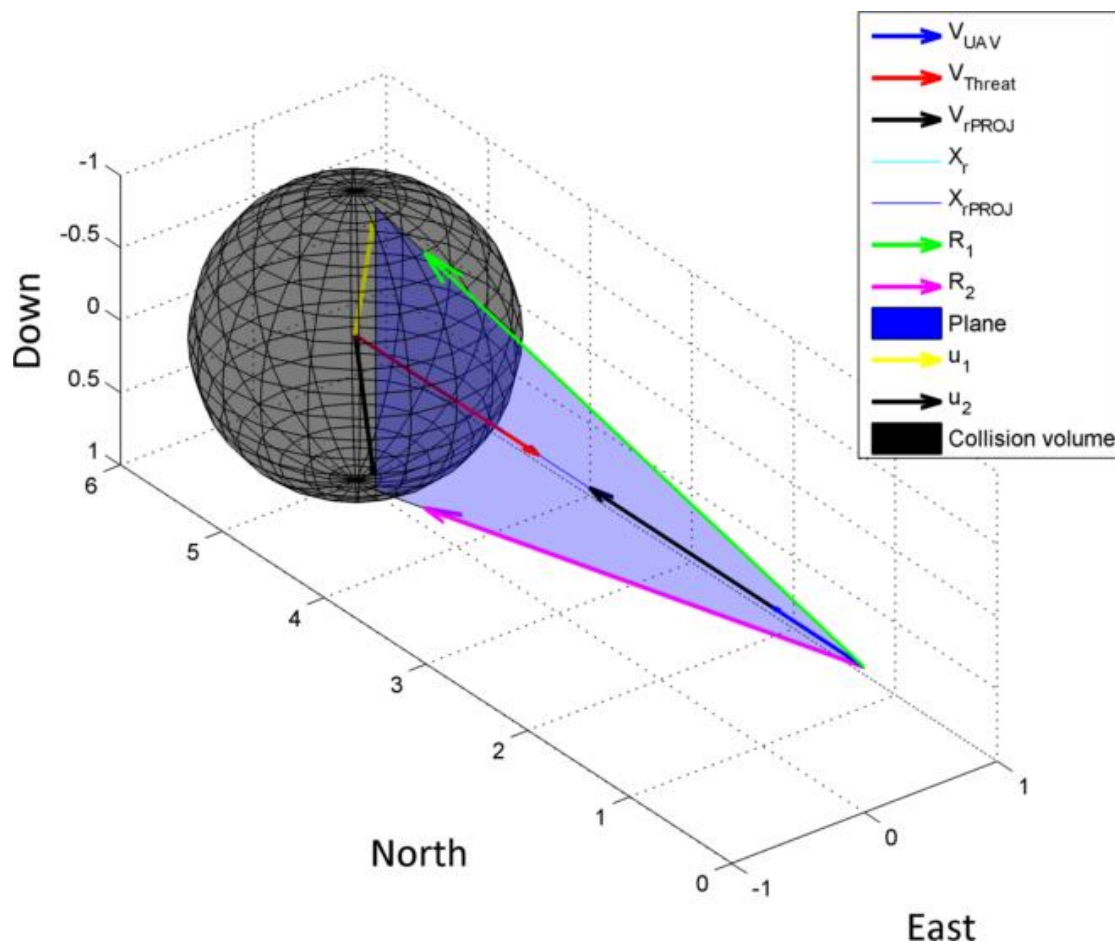 V_UAV
V_Threat
V_rPROJ
X_r
X_rPROJ
R_1
R_2
Plane
u_1
u_2
Collision volume
-1
-0.5
0
0.5
1
Down
6
5
4
3
2
1
0
North
-1
0
1
East